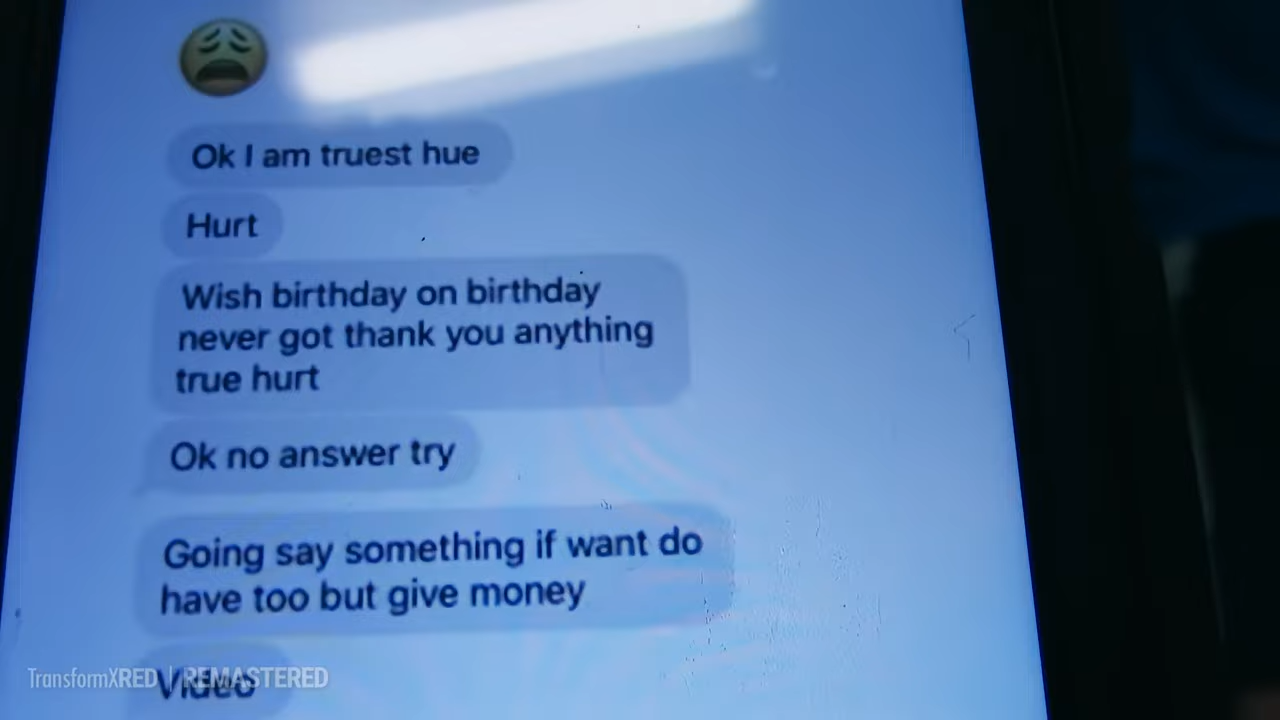 Ok I am truest hue
Hurt
Wish birthday on birthday
never got thank you anything
true hurt
Ok no answer try
Going say something if want do
have too but give money
Video
TransformXRED | REMASTERED